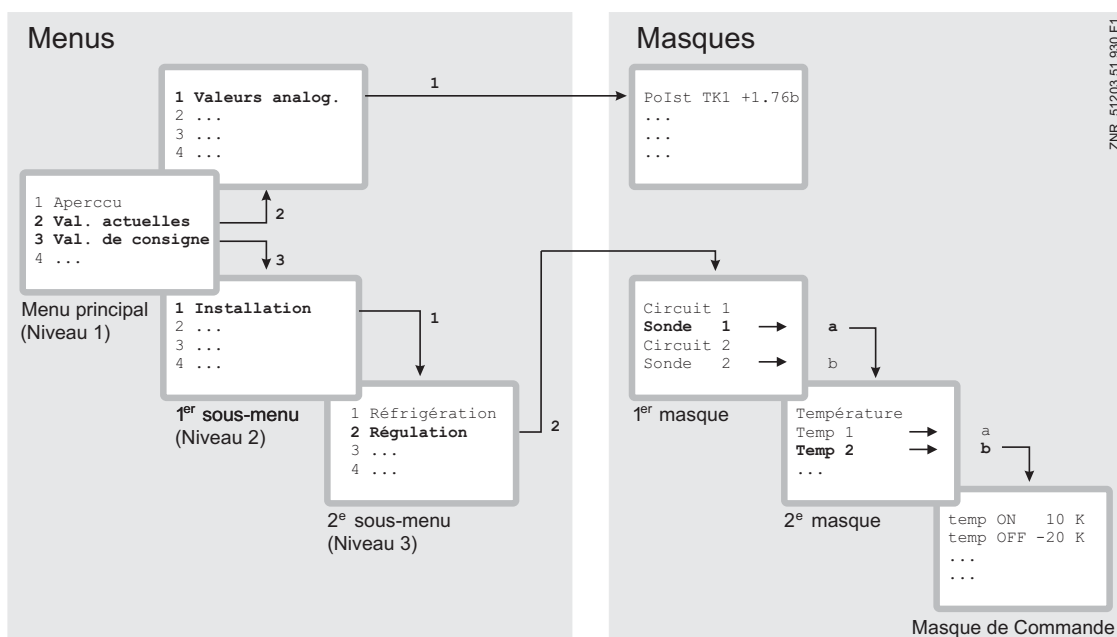 Menus
Masques
ZNR. 51203 51 930 F1
1 Valeurs analog.
2 ...
3 ...
4 ...
1
PoIst TK1 +1.76b
...
...
...
1 Aperccu
2 Val. actuelles
3 Val. de consigne
4 ...
2
3
Menu principal
(Niveau 1)
1 Installation
2 ...
3 ...
4 ...
1
1er sous-menu
(Niveau 2)
1 Réfrigération
2 Régulation
3 ...
4 ...
2
2e sous-menu
(Niveau 3)
Circuit 1
Sonde 1 → a
Circuit 2
Sonde 2 → b
1er masque
Température
Temp 1 → a
Temp 2 → b
...
2e masque
temp ON 10 K
temp OFF -20 K
...
...
Masque de Commande